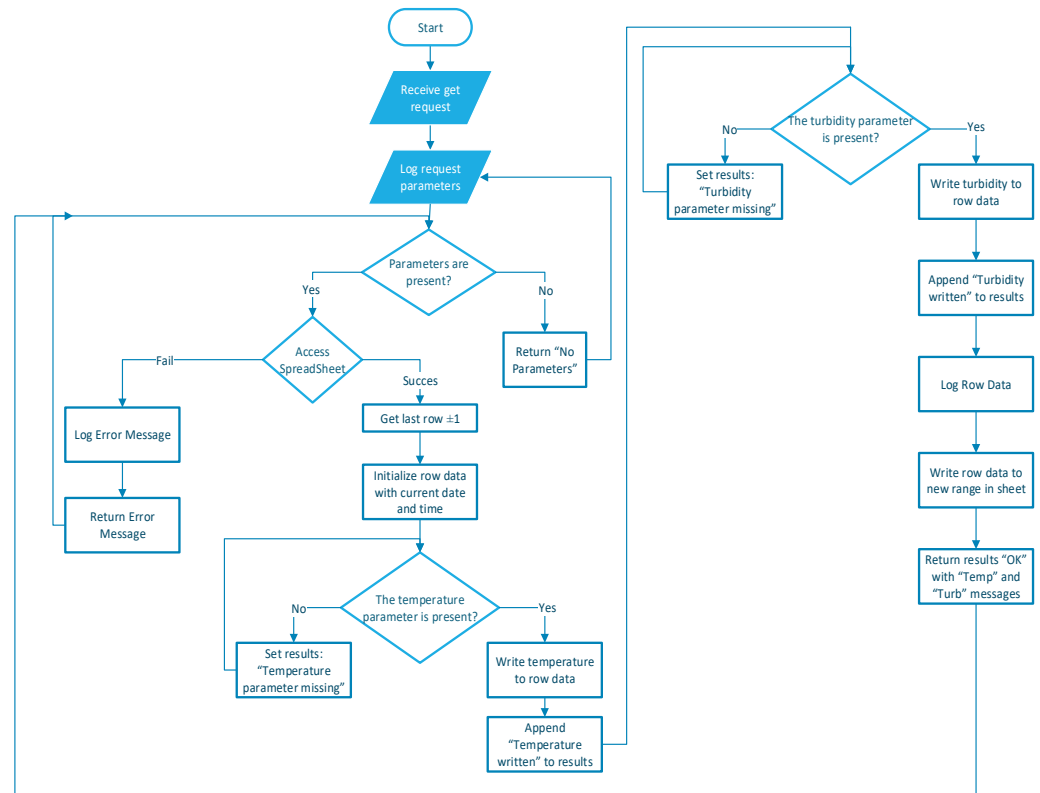 Start
Receive get
request
Log request
parameters
Parameters are
present?
Yes
No
Return “No
Parameters”
Access
SpreadSheet
Fail
Succes
Log Error Message
Return Error
Message
Get last row ±1
Initialize row data
with current date
and time
The temperature
parameter is present?
No
Yes
Set results:
“Temperature
parameter missing”
Write temperature
to row data
Append
“Temperature
written” to results
The turbidity parameter
is present?
No
Yes
Set results:
“Turbidity
parameter missing”
Write turbidity to
row data
Append “Turbidity
written” to results
Log Row Data
Write row data to
new range in sheet
Return results “OK”
with “Temp” and
“Turb” messages